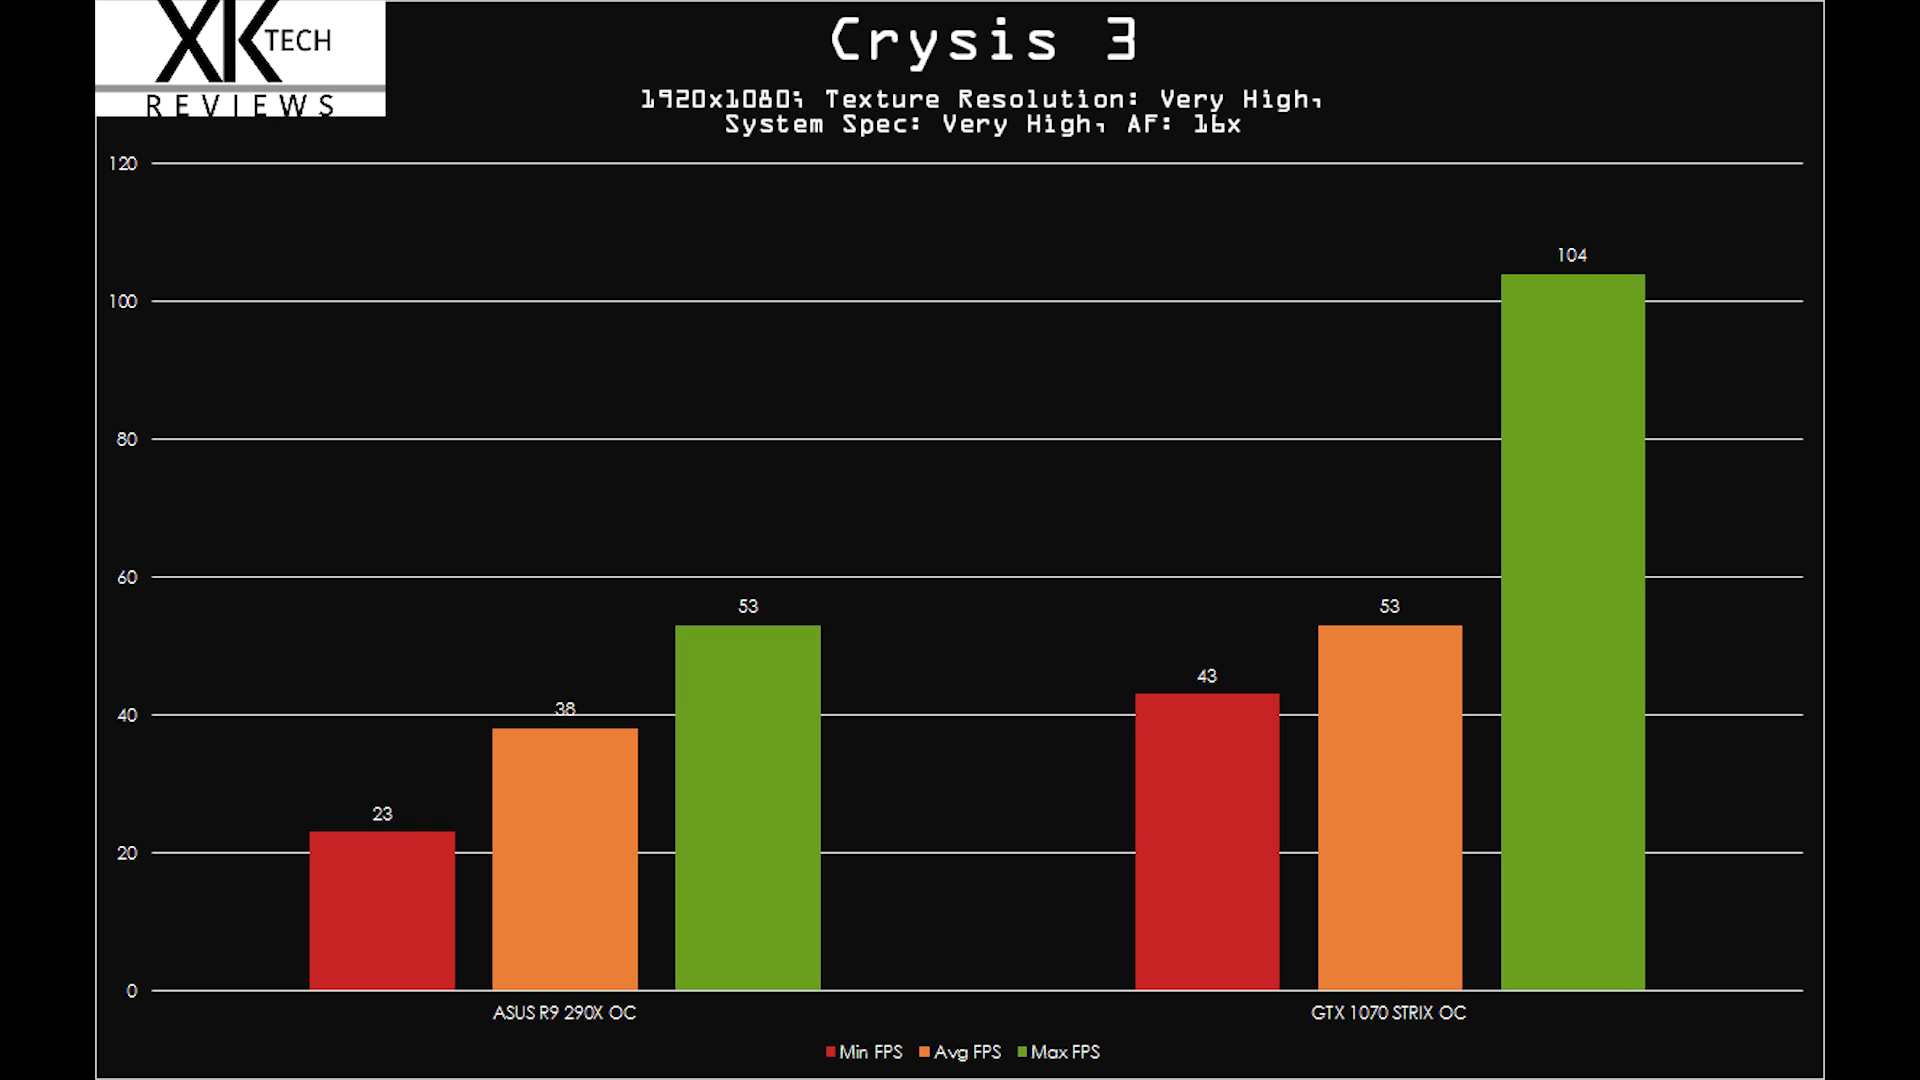 XK TECH
REVIEWS
Crysis 3
1920x1080; Texture Resolution: Very High,
System Spec: Very High, AF: 16x
120
100
80
60
40
20
0
23
38
53
43
53
104
ASUS R9 290X OC
GTX 1070 STRIX OC
Min FPS Avg FPS Max FPS